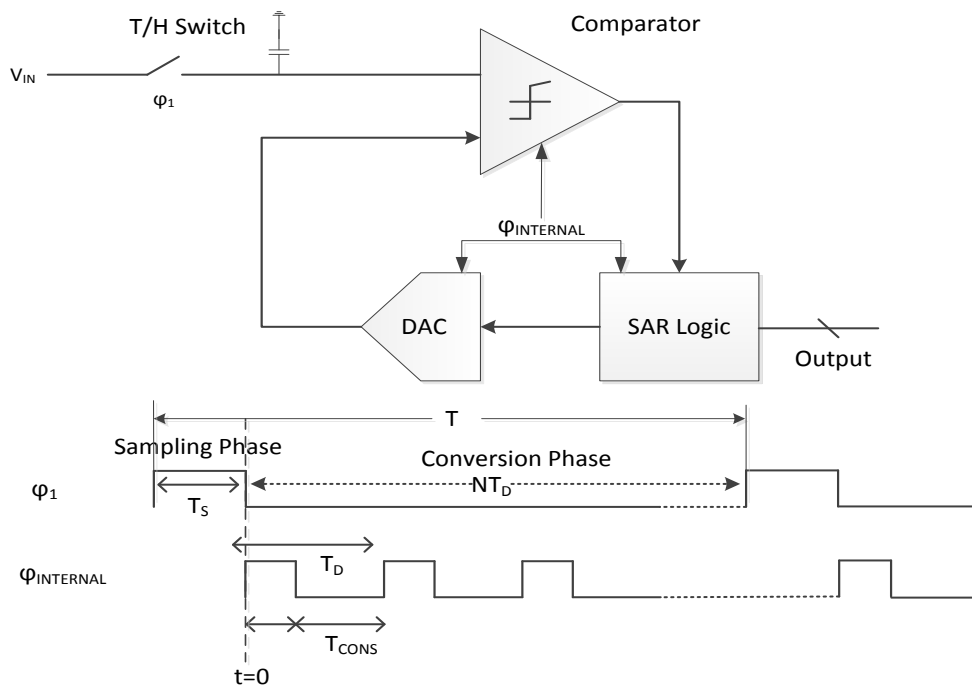 T/H Switch
Comparator
VIN
φ1
φINTERNAL
DAC
SAR Logic
Output
T
Sampling Phase
Conversion Phase
φ1
TS
NTD
φINTERNAL
TD
TCONS
t=0